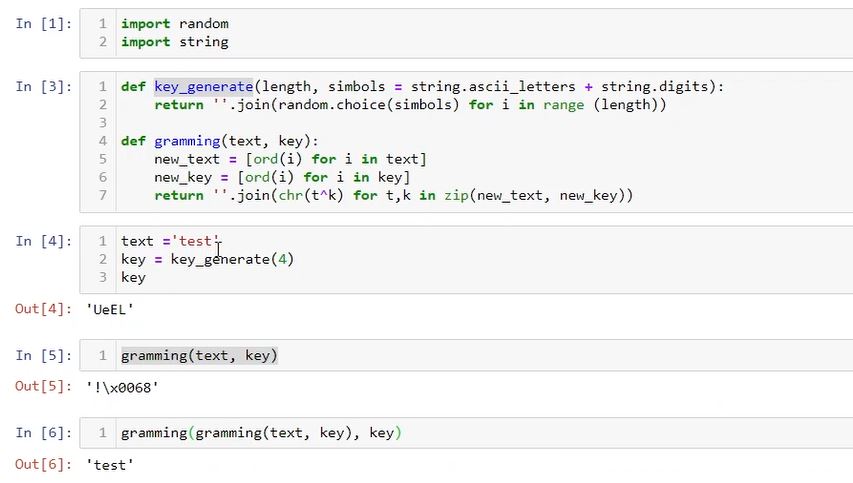 In [1]:
1 import random
2 import string
In [3]:
1 def key_generate(length, simbols = string.ascii_letters + string.digits):
2     return ''.join(random.choice(simbols) for i in range (length))
3
4 def gramming(text, key):
5     new_text = [ord(i) for i in text]
6     new_key = [ord(i) for i in key]
7     return ''.join(chr(t^k) for t,k in zip(new_text, new_key))
In [4]:
1 text ='test'
2 key = key_generate(4)
3 key
Out[4]: 'UeEL'
In [5]:
1 gramming(text, key)
Out[5]: '!\x0068'
In [6]:
1 gramming(gramming(text, key), key)
Out[6]: 'test'